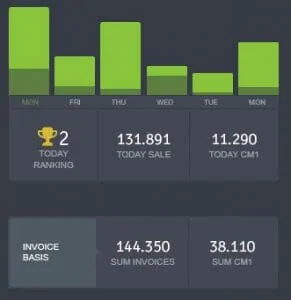 MON FRI THU WED TUE MON
2 131.891 11.290
TODAY TODAY SALE TODAY CM1
RANKING
INVOICE 144.350 38.110
BASIS SUM INVOICES SUM CM1